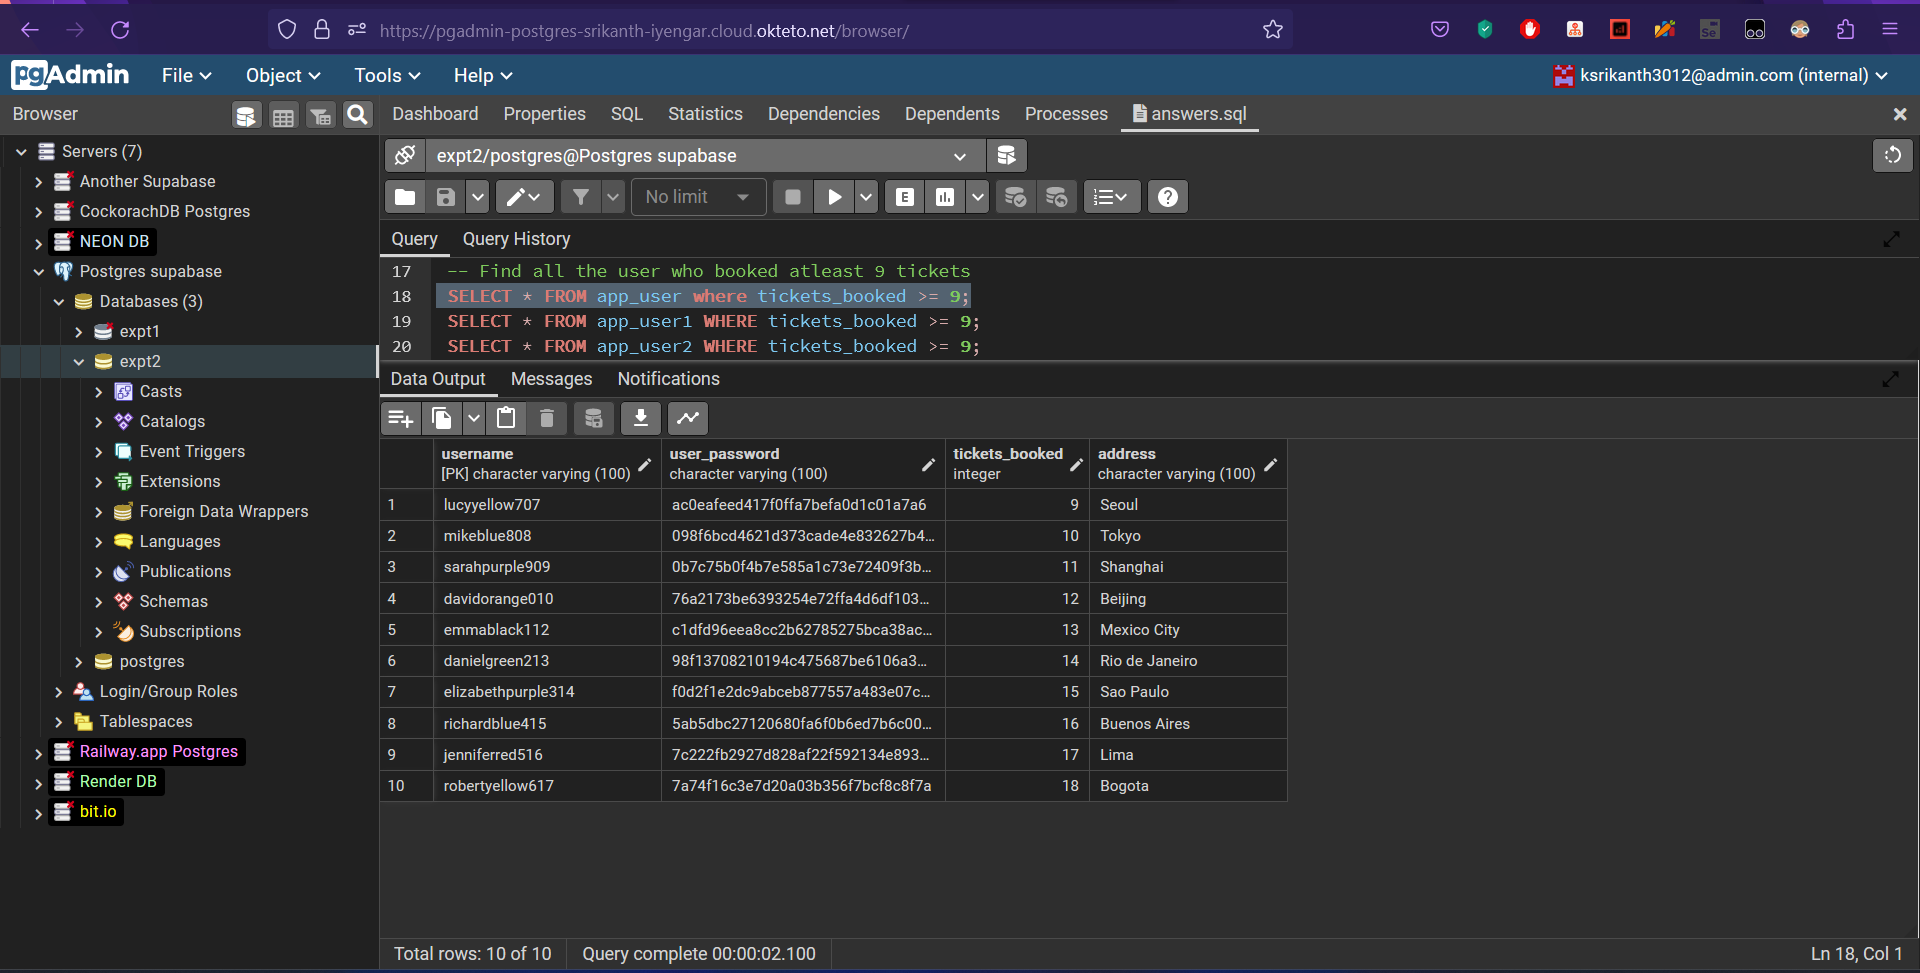 https://pgadmin-postgres-srikanth-iyengar.cloud.okteto.net/browser/
pgAdmin File Object Tools Help ksrikanth3012@admin.com (internal)
Browser
Dashboard Properties SQL Statistics Dependencies Dependents Processes answers.sql
Servers (7)
Another Supabase
CockorachDB Postgres
NEON DB
Postgres supabase
Databases (3)
expt1
expt2
Casts
Catalogs
Event Triggers
Extensions
Foreign Data Wrappers
Languages
Publications
Schemas
Subscriptions
postgres
Login/Group Roles
Tablespaces
Railway.app Postgres
Render DB
bit.io
expt2/postgres@Postgres supabase
No limit E
Query Query History
17 -- Find all the user who booked atleast 9 tickets
18 SELECT * FROM app_user where tickets_booked >= 9;
19 SELECT * FROM app_user1 WHERE tickets_booked >= 9;
20 SELECT * FROM app_user2 WHERE tickets_booked >= 9;
Data Output Messages Notifications
username user_password tickets_booked address
[PK] character varying (100) character varying (100) integer character varying (100)
1 lucyyellow707 ac0eafeed417f0ffa7befa0d1c01a7a6 9 Seoul
2 mikeblue808 098f6bcd4621d373cade4e832627b4... 10 Tokyo
3 sarahpurple909 0b7c75b0f4b7e585a1c73e72409f3b... 11 Shanghai
4 davidorange010 76a2173be6393254e72ffa4d6df103... 12 Beijing
5 emmablack112 c1dfd96eea8cc2b62785275bca38ac... 13 Mexico City
6 danielgreen213 98f13708210194c475687be6106a3... 14 Rio de Janeiro
7 elizabethpurple314 f0d2f1e2dc9abceb877557a483e07c... 15 Sao Paulo
8 richardblue415 5ab5dbc27120680fa6f0b6ed7b6c00... 16 Buenos Aires
9 jenniferred516 7c222fb2927d828af22f592134e893... 17 Lima
10 robertyellow617 7a74f16c3e7d20a03b356f7bcf8c8f7a 18 Bogota
Total rows: 10 of 10 Query complete 00:00:02.100 Ln 18, Col 1